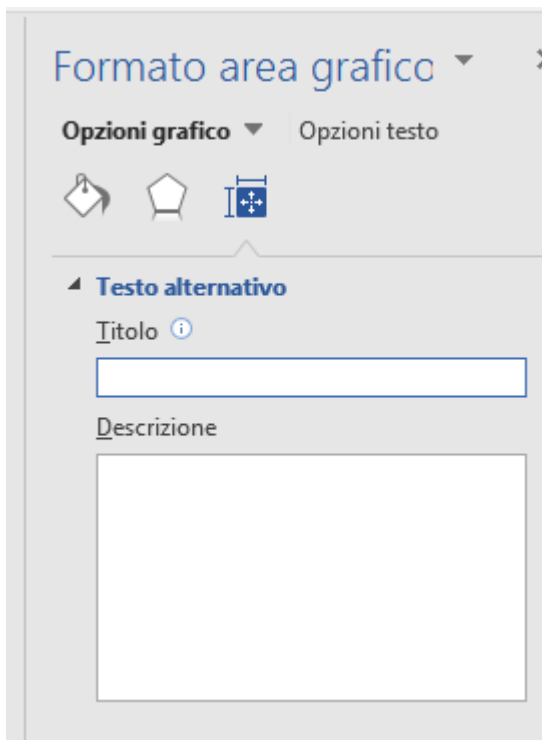 Formato area grafico
Opzioni grafico Opzioni testo
Testo alternativo
Titolo
Descrizione